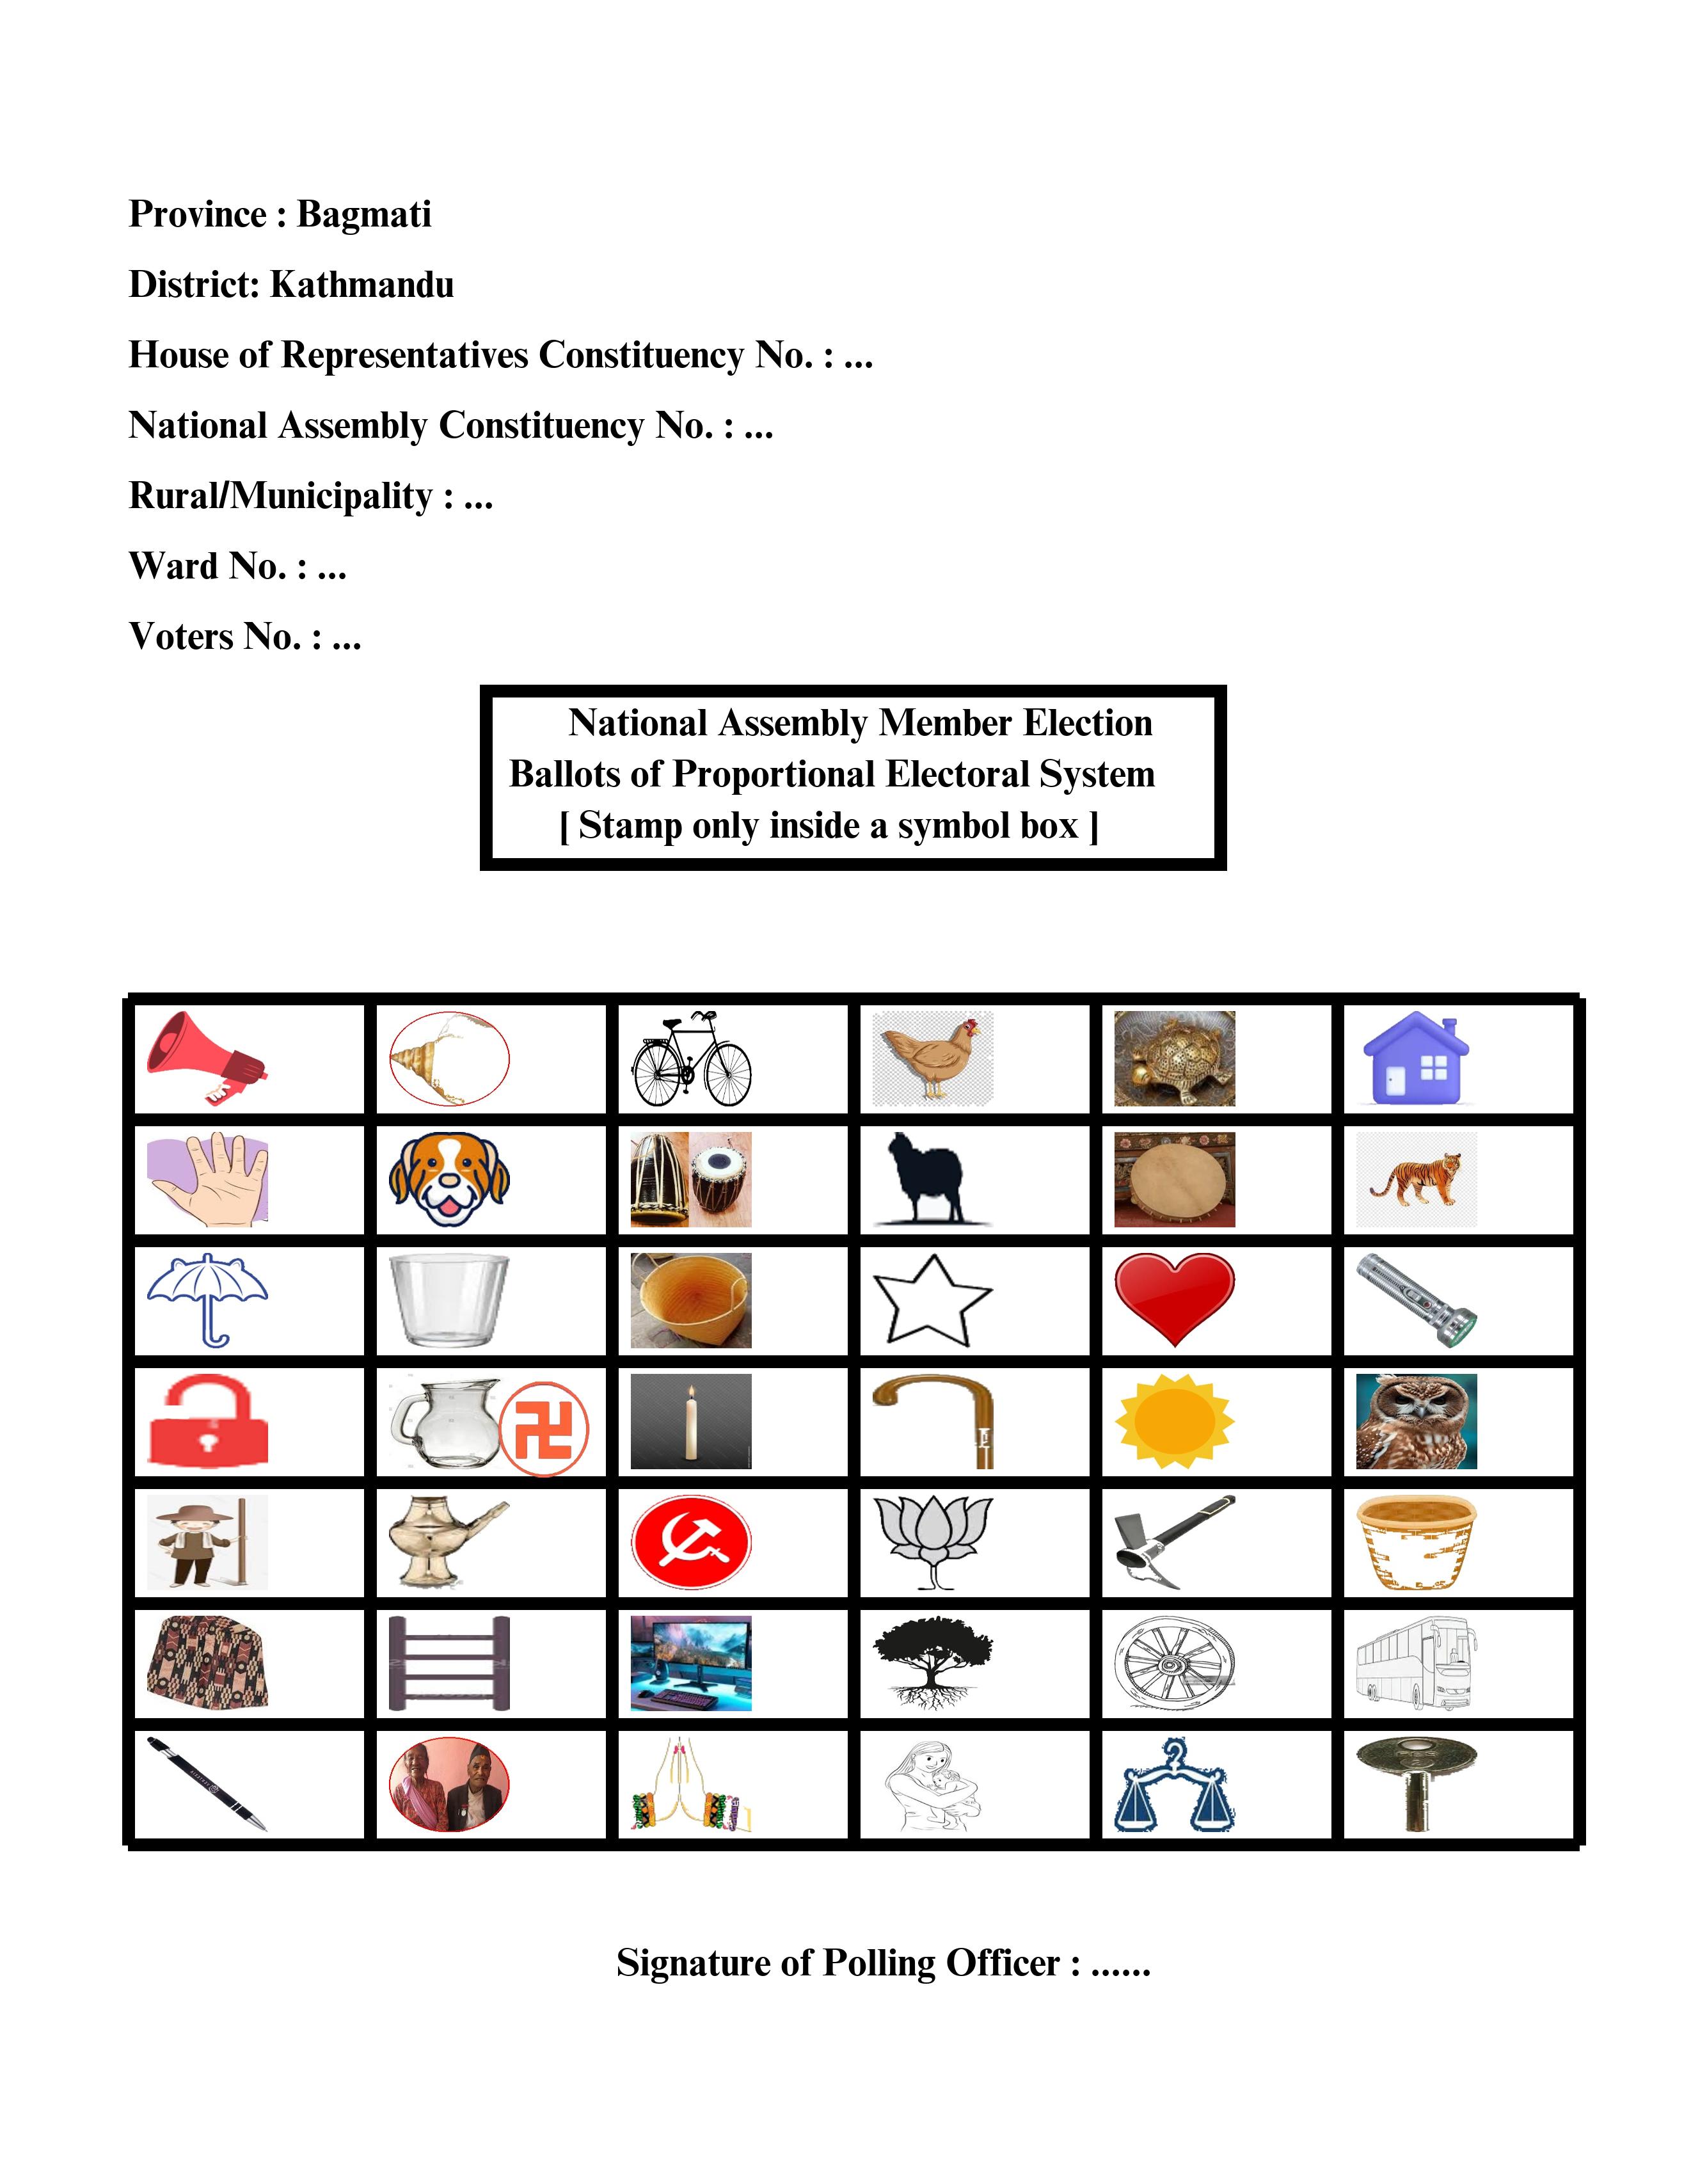 Province : Bagmati
District: Kathmandu
House of Representatives Constituency No. : ...
National Assembly Constituency No. : ...
Rural/Municipality : ...
Ward No. : ...
Voters No. : ...
National Assembly Member Election
Ballots of Proportional Electoral System
[ Stamp only inside a symbol box ]
Signature of Polling Officer : ......